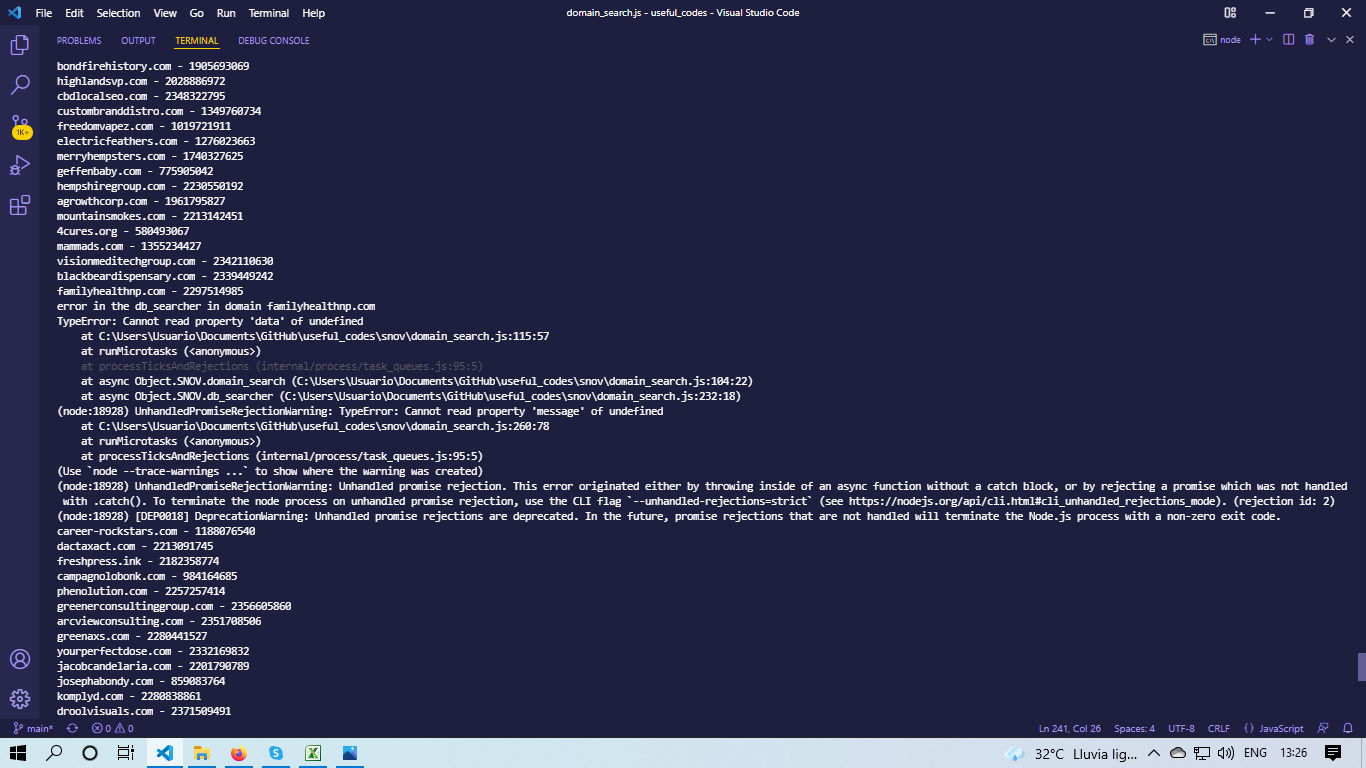 File Edit Selection View Go Run Terminal Help
domain_search.js - useful_codes - Visual Studio Code
PROBLEMS OUTPUT TERMINAL DEBUG CONSOLE
node
1K+
bondfirehistory.com - 1905693069
highlandsvp.com - 2028886972
cbdlocalseo.com - 2348322795
custombranddistro.com - 1349760734
freedomvapez.com - 1019721911
electricfeathers.com - 1276023663
merryhempsters.com - 1740327625
geffenbaby.com - 775905042
hempshiregroup.com - 2230550192
agrowthcorp.com - 1961795827
mountainsmokes.com - 2213142451
4cures.org - 580493067
mammads.com - 1355234427
visionmeditechgroup.com - 2342110630
blackbeardispensary.com - 2339449242
familyhealthnp.com - 2297514985
error in the db_searcher in domain familyhealthnp.com
TypeError: Cannot read property 'data' of undefined
at C:\Users\Usuario\Documents\GitHub\useful_codes\snov\domain_search.js:115:57
at runMicrotasks (<anonymous>)
at processTicksAndRejections (internal/process/task_queues.js:95:5)
at async Object.SNOV.domain_search (C:\Users\Usuario\Documents\GitHub\useful_codes\snov\domain_search.js:104:22)
at async Object.SNOV.db_searcher (C:\Users\Usuario\Documents\GitHub\useful_codes\snov\domain_search.js:232:18)
(node:18928) UnhandledPromiseRejectionWarning: TypeError: Cannot read property 'message' of undefined
at C:\Users\Usuario\Documents\GitHub\useful_codes\snov\domain_search.js:260:78
at runMicrotasks (<anonymous>)
at processTicksAndRejections (internal/process/task_queues.js:95:5)
(Use `node --trace-warnings ...` to show where the warning was created)
(node:18928) UnhandledPromiseRejectionWarning: Unhandled promise rejection. This error originated either by throwing inside of an async function without a catch block, or by rejecting a promise which was not handled
with .catch(). To terminate the node process on unhandled promise rejection, use the CLI flag `--unhandled-rejections=strict` (see https://nodejs.org/api/cli.html#cli_unhandled_rejections_mode). (rejection id: 2)
(node:18928) [DEP0018] DeprecationWarning: Unhandled promise rejections are deprecated. In the future, promise rejections that are not handled will terminate the Node.js process with a non-zero exit code.
career-rockstars.com - 1188076540
dactaxact.com - 2213091745
freshpress.ink - 2182358774
campagnolobonk.com - 984164685
phenolution.com - 2257257414
greenerconsultinggroup.com - 2356605860
arcviewconsulting.com - 2351708506
greenaxs.com - 2280441527
yourperfectdose.com - 2332169832
jacobcandelaria.com - 2201790789
josephabondy.com - 859083764
komplyd.com - 2280838861
droolvisuals.com - 2371509491
main* 0 0 Ln 241, Col 26 Spaces: 4 UTF-8 CRLF {} JavaScript
32°C Lluvia lig... ENG 13:26